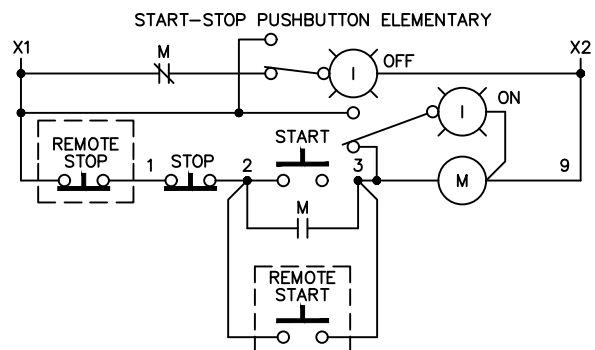 START-STOP PUSHBUTTON ELEMENTARY
X1
M
I
OFF
X2
I
ON
REMOTE
STOP
1
STOP
2
START
3
M
9
M
REMOTE
START